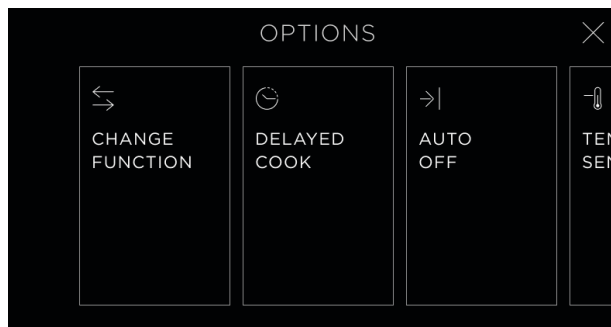 OPTIONS
CHANGE
FUNCTION
DELAYED
COOK
AUTO
OFF